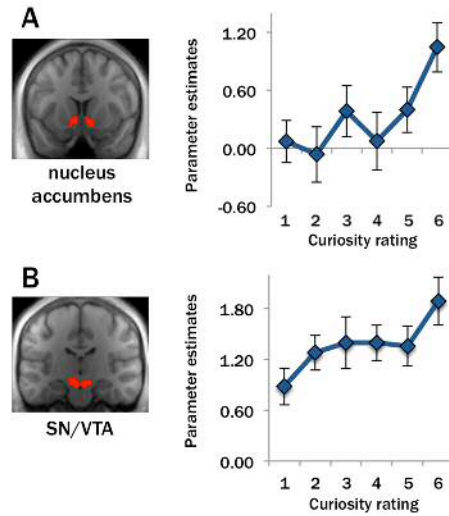 A
nucleus
accumbens
Parameter estimates
1.20
0.60
0.00
-0.60
1 2 3 4 5 6
Curiosity rating
B
SN/VTA
Parameter estimates
1.80
1.20
0.60
0.00
1 2 3 4 5 6
Curiosity rating